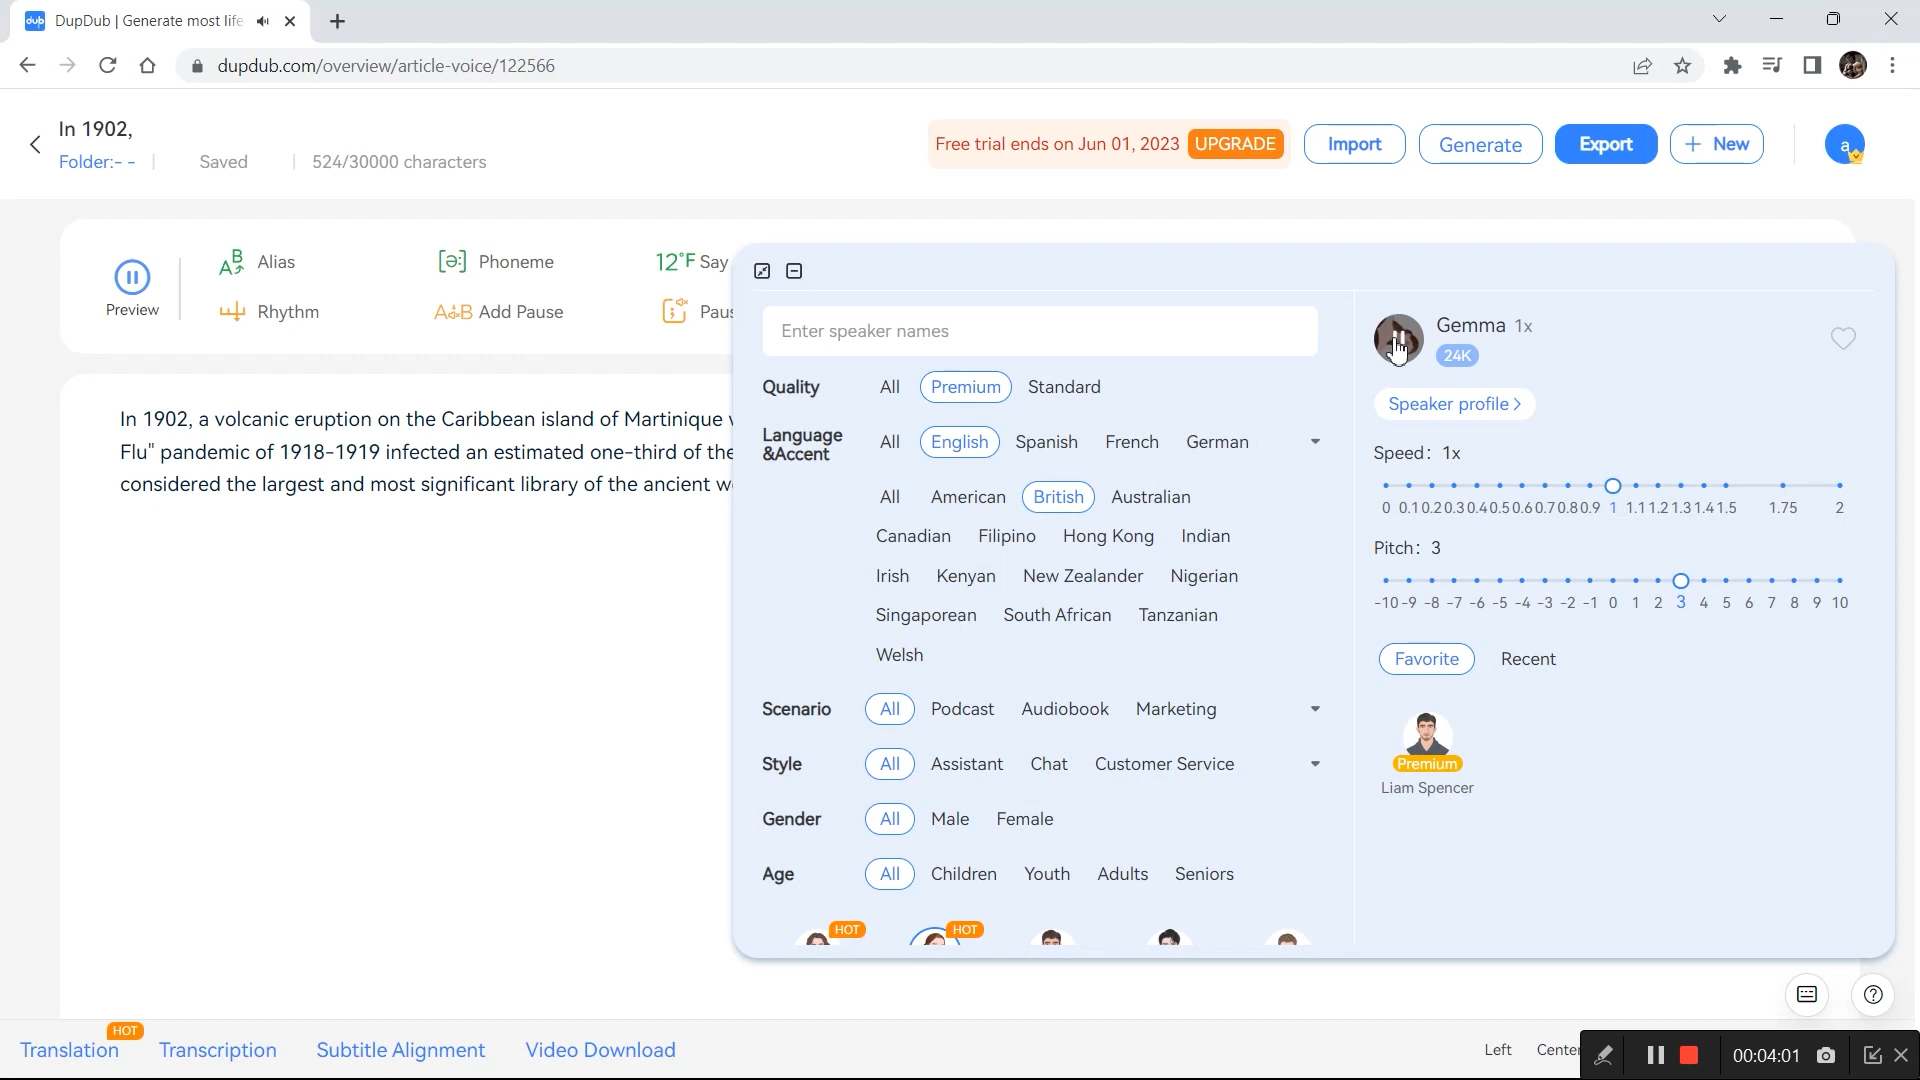 DupDub | Generate most life
dupdub.com/overview/article-voice/122566
In 1902,
Folder:- - Saved 524/30000 characters
Free trial ends on Jun 01, 2023 UPGRADE Import Generate Export + New a
Preview
Alias Phoneme 12°F Say
Rhythm Add Pause Paus
In 1902, a volcanic eruption on the Caribbean island of Martinique
Flu" pandemic of 1918-1919 infected an estimated one-third of the
considered the largest and most significant library of the ancient
Enter speaker names
Quality All Premium Standard
Language &Accent All English Spanish French German
All American British Australian
Canadian Filipino Hong Kong Indian
Irish Kenyan New Zealander Nigerian
Singaporean South African Tanzanian
Welsh
Scenario All Podcast Audiobook Marketing
Style All Assistant Chat Customer Service
Gender All Male Female
Age All Children Youth Adults Seniors
HOT HOT
Gemma 1x
24K
Speaker profile >
Speed: 1x
0 0.1 0.2 0.3 0.4 0.5 0.6 0.7 0.8 0.9 1 1.1 1.2 1.3 1.4 1.5 1.75 2
Pitch: 3
-10 -9 -8 -7 -6 -5 -4 -3 -2 -1 0 1 2 3 4 5 6 7 8 9 10
Favorite Recent
Premium
Liam Spencer
HOT
Translation Transcription Subtitle Alignment Video Download
Left Center
00:04:01